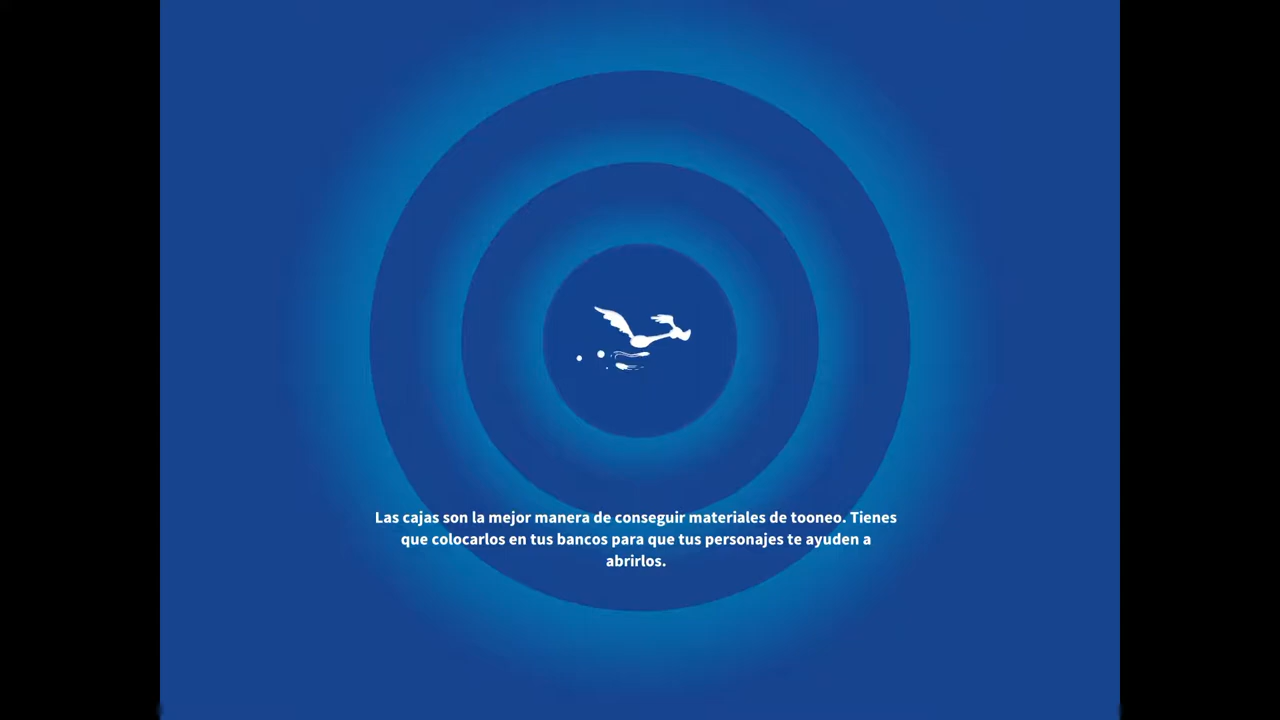 Las cajas son la mejor manera de conseguir materiales de tooneo. Tienes
que colocarlos en tus bancos para que tus personajes te ayuden a
abrirlos.